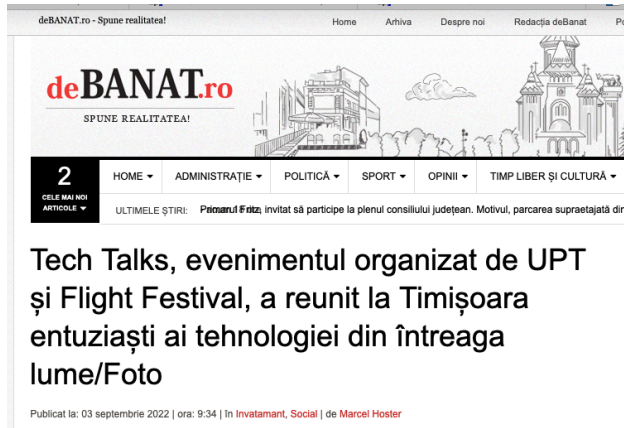 deBANAT.ro - Spune realitatea!
Home Arhiva Despre noi Redacția deBanat
deBANAT.ro
SPUNE REALITATEA!
2
CELE MAI NOI
ARTICOLE
HOME ADMINISTRAȚIE POLITICĂ SPORT OPINII TIMP LIBER ȘI CULTURĂ
ULTIMELE ȘTIRI: invitat să participe la plenul consiliului județean. Motivul, parcarea supraetajată din
Tech Talks, evenimentul organizat de UPT
și Flight Festival, a reunit la Timișoara
entuziaști ai tehnologiei din întreaga
lume/Foto
Publicat la: 03 septembrie 2022 | ora: 9:34 | În Invatamant, Social | de Marcel Hoster